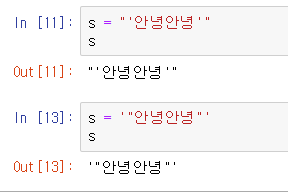 In [11]: s = "'안녕안녕'"
s
Out[11]: "'안녕안녕'"
In [13]: s = '"안녕안녕"'
s
Out[13]: '"안녕안녕"'